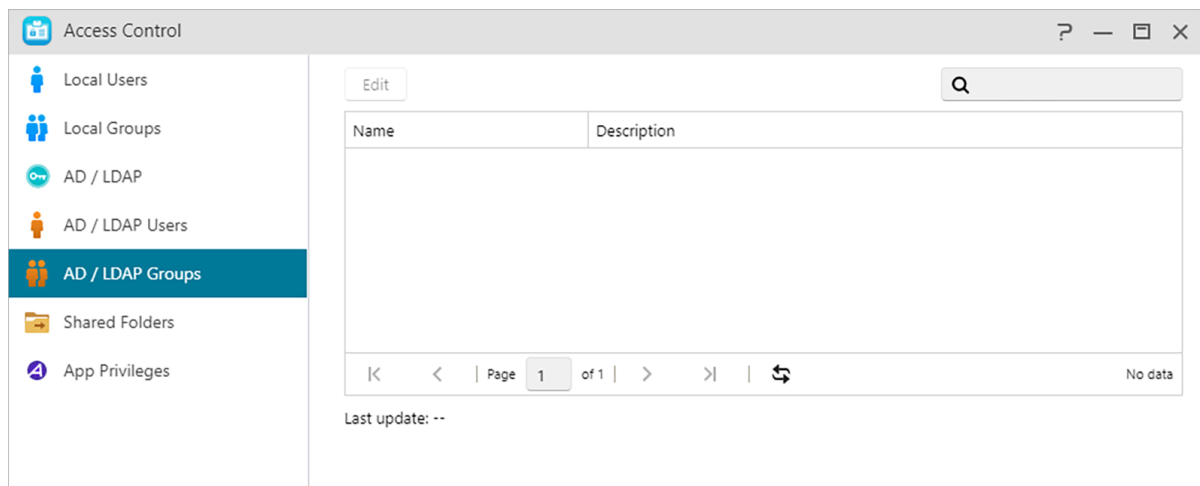 Access Control
Local Users
Local Groups
AD / LDAP
AD / LDAP Users
AD / LDAP Groups
Shared Folders
App Privileges
Edit
Name Description
Page 1 of 1 No data
Last update: --